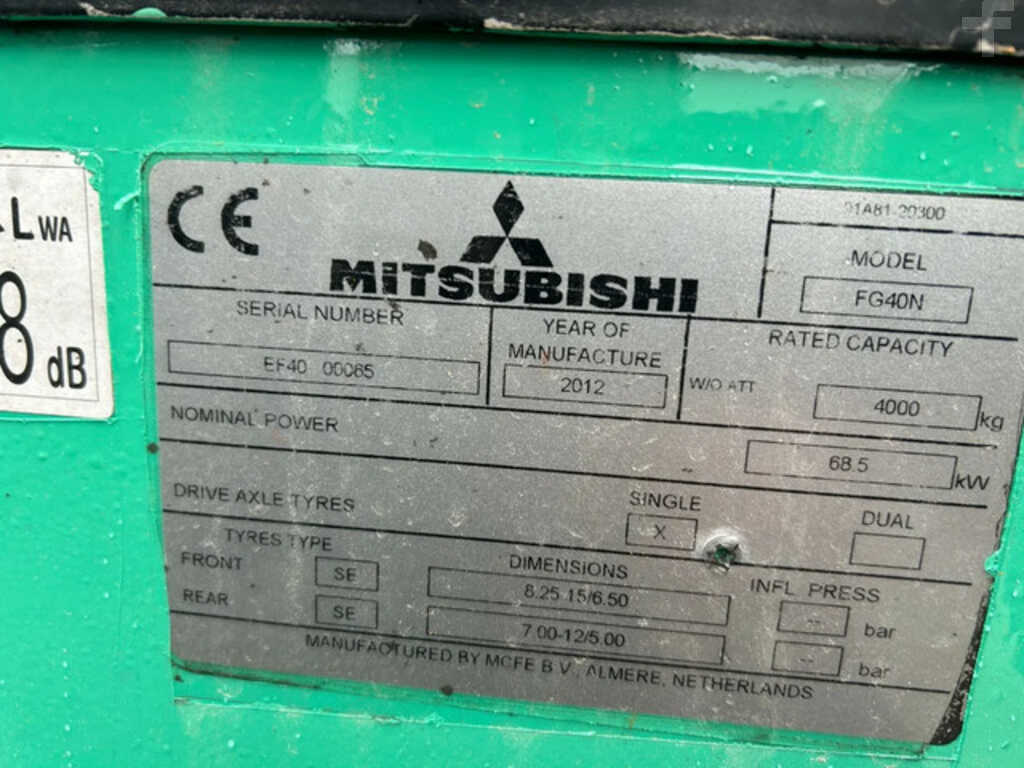 LWA
8 dB
CE
MITSUBISHI
91A81-20300
MODEL
FG40N
SERIAL NUMBER
EF40 00065
YEAR OF
MANUFACTURE
2012
RATED CAPACITY
W/O ATT
4000 kg
NOMINAL POWER
68.5 kW
DRIVE AXLE TYRES
SINGLE
X
DUAL
TYRES TYPE
DIMENSIONS
INFL PRESS
FRONT SE 8.25-15/6.50 -- bar
REAR SE 7.00-12/5.00 -- bar
MANUFACTURED BY MCFE B.V., ALMERE, NETHERLANDS
f